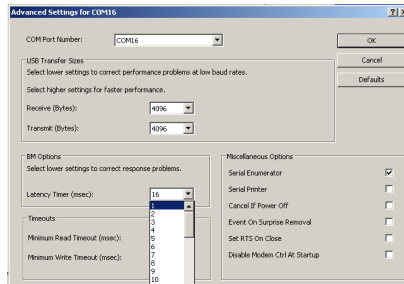 Advanced Settings for COM16
COM Port Number: COM16
OK
Cancel
Defaults
USB Transfer Sizes
Select lower settings to correct performance problems at low baud rates.
Select higher settings for faster performance.
Receive (Bytes): 4096
Transmit (Bytes): 4096
BM Options
Select lower settings to correct response problems.
Latency Timer (msec): 16
1
2
3
4
5
6
7
8
9
10
Timeouts
Minimum Read Timeout (msec):
Minimum Write Timeout (msec):
Miscellaneous Options
Serial Enumerator
Serial Printer
Cancel If Power Off
Event On Surprise Removal
Set RTS On Close
Disable Modem Ctrl At Startup